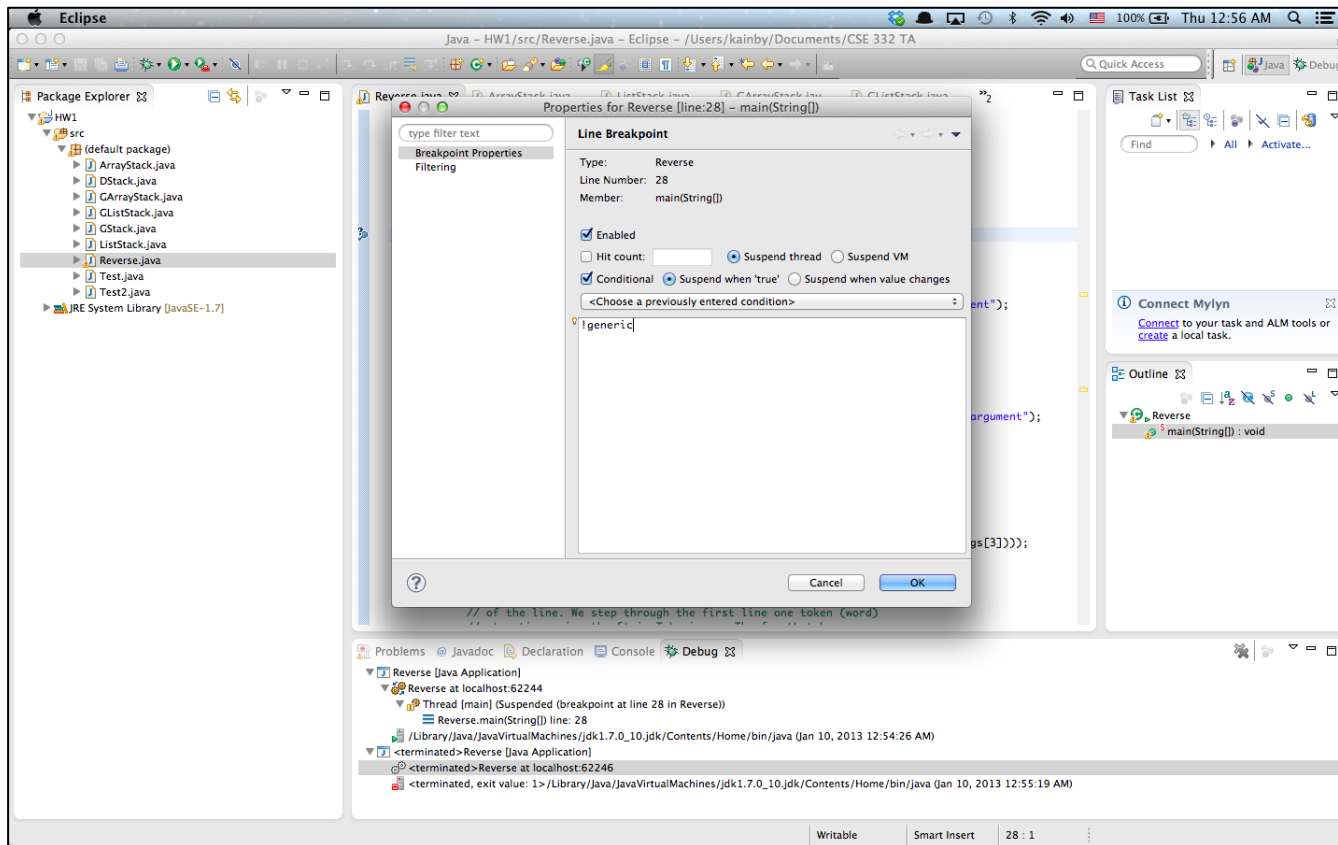 Eclipse 100% Thu 12:56 AM
Java – HW1/src/Reverse.java – Eclipse – /Users/kainby/Documents/CSE 332 TA
Quick Access Java Debug
Package Explorer
HW1
src
(default package)
ArrayStack.java
DStack.java
GArrayStack.java
GListStack.java
GStack.java
ListStack.java
Reverse.java
Test.java
Test2.java
JRE System Library [JavaSE-1.7]
Reverse.java ArrayStack.java ListStack.java GArrayStack.java GListStack.java »2
Properties for Reverse [line:28] – main(String[])
type filter text
Breakpoint Properties
Filtering
Line Breakpoint
Type: Reverse
Line Number: 28
Member: main(String[])
Enabled
Hit count: Suspend thread Suspend VM
Conditional Suspend when 'true' Suspend when value changes
<Choose a previously entered condition>
!generic
Cancel OK
ent");
argument");
gs[3])));
// of the line. We step through the first line one token (word)
Task List
Find All Activate...
Connect Mylyn
Connect to your task and ALM tools or
create a local task.
Outline
Reverse
main(String[]) : void
Problems @ Javadoc Declaration Console Debug
Reverse [Java Application]
Reverse at localhost:62244
Thread [main] (Suspended (breakpoint at line 28 in Reverse))
Reverse.main(String[]) line: 28
/Library/Java/JavaVirtualMachines/jdk1.7.0_10.jdk/Contents/Home/bin/java (Jan 10, 2013 12:54:26 AM)
<terminated>Reverse [Java Application]
<terminated>Reverse at localhost:62246
<terminated, exit value: 1>/Library/Java/JavaVirtualMachines/jdk1.7.0_10.jdk/Contents/Home/bin/java (Jan 10, 2013 12:55:19 AM)
Writable Smart Insert 28 : 1